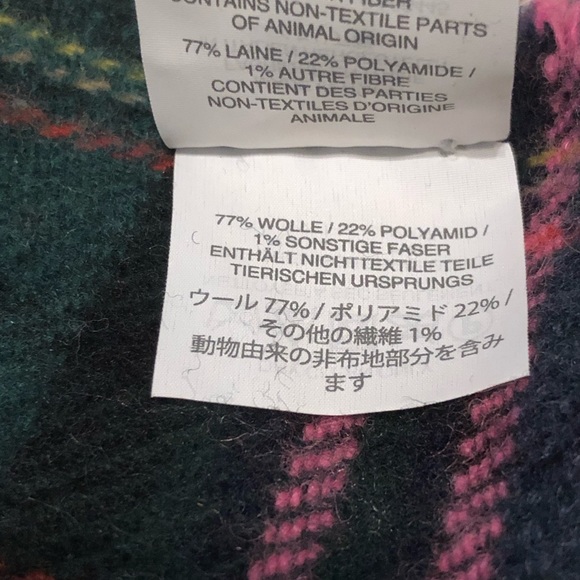 CONTAINS NON-TEXTILE PARTS
OF ANIMAL ORIGIN
77% LAINE / 22% POLYAMIDE /
1% AUTRE FIBRE
CONTIENT DES PARTIES
NON-TEXTILES D'ORIGINE
ANIMALE
77% WOLLE / 22% POLYAMID /
1% SONSTIGE FASER
ENTHÄLT NICHTTEXTILE TEILE
TIERISCHEN URSPRUNGS
ウール 77% / ポリアミド 22% /
その他の繊維 1%
動物由来の非布地部分を含み
ます